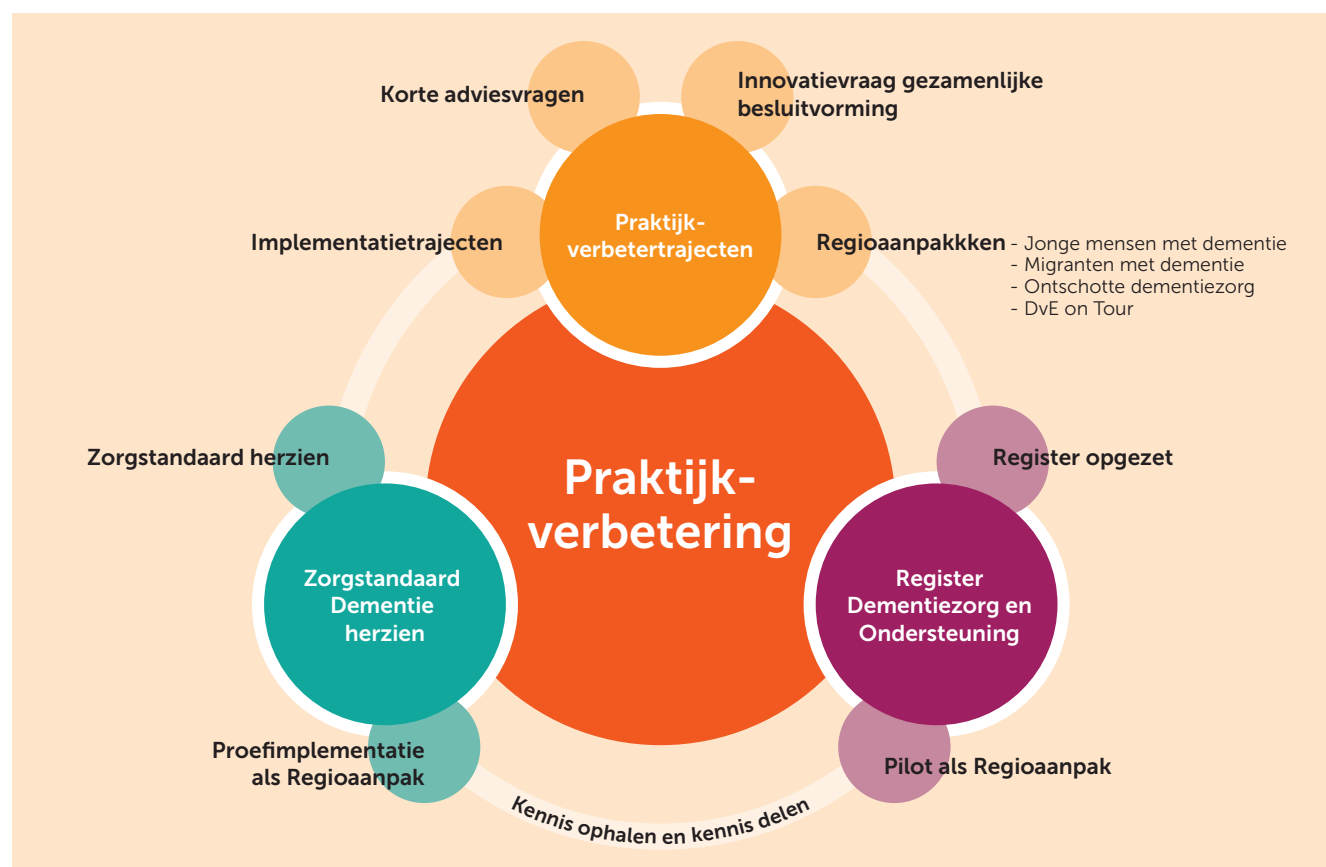 Korte adviesvragen
Innovatievraag gezamenlijke
besluitvorming
Praktijk-
verbetertrajecten
Implementatietrajecten
Regioaanpakkken
- Jonge mensen met dementie
- Migranten met dementie
- Ontschotte dementiezorg
- DvE on Tour
Zorgstandaard herzien
Register opgezet
Praktijk-
verbetering
Zorgstandaard
Dementie
herzien
Register
Dementiezorg en
Ondersteuning
Proefimplementatie
als Regioaanpak
Pilot als Regioaanpak
Kennis ophalen en kennis delen